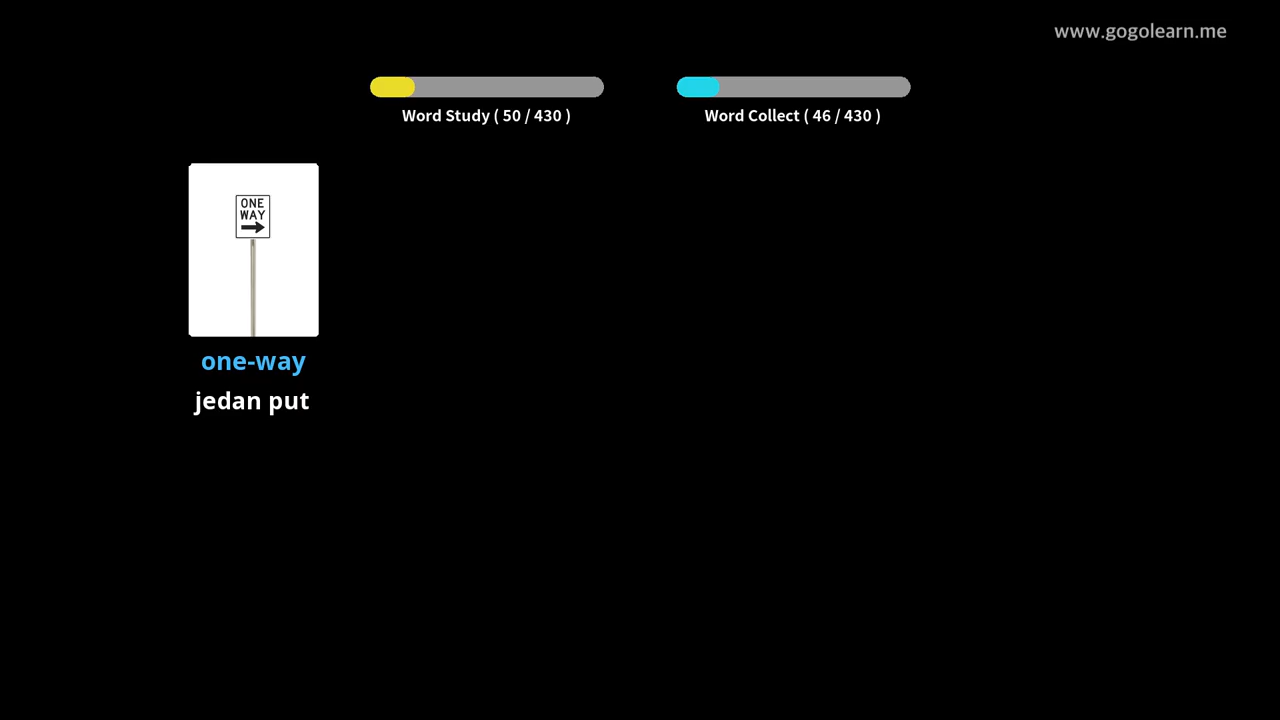 www.gogolearn.me
Word Study ( 50 / 430 )
Word Collect ( 46 / 430 )
ONE
WAY
one-way
jedan put